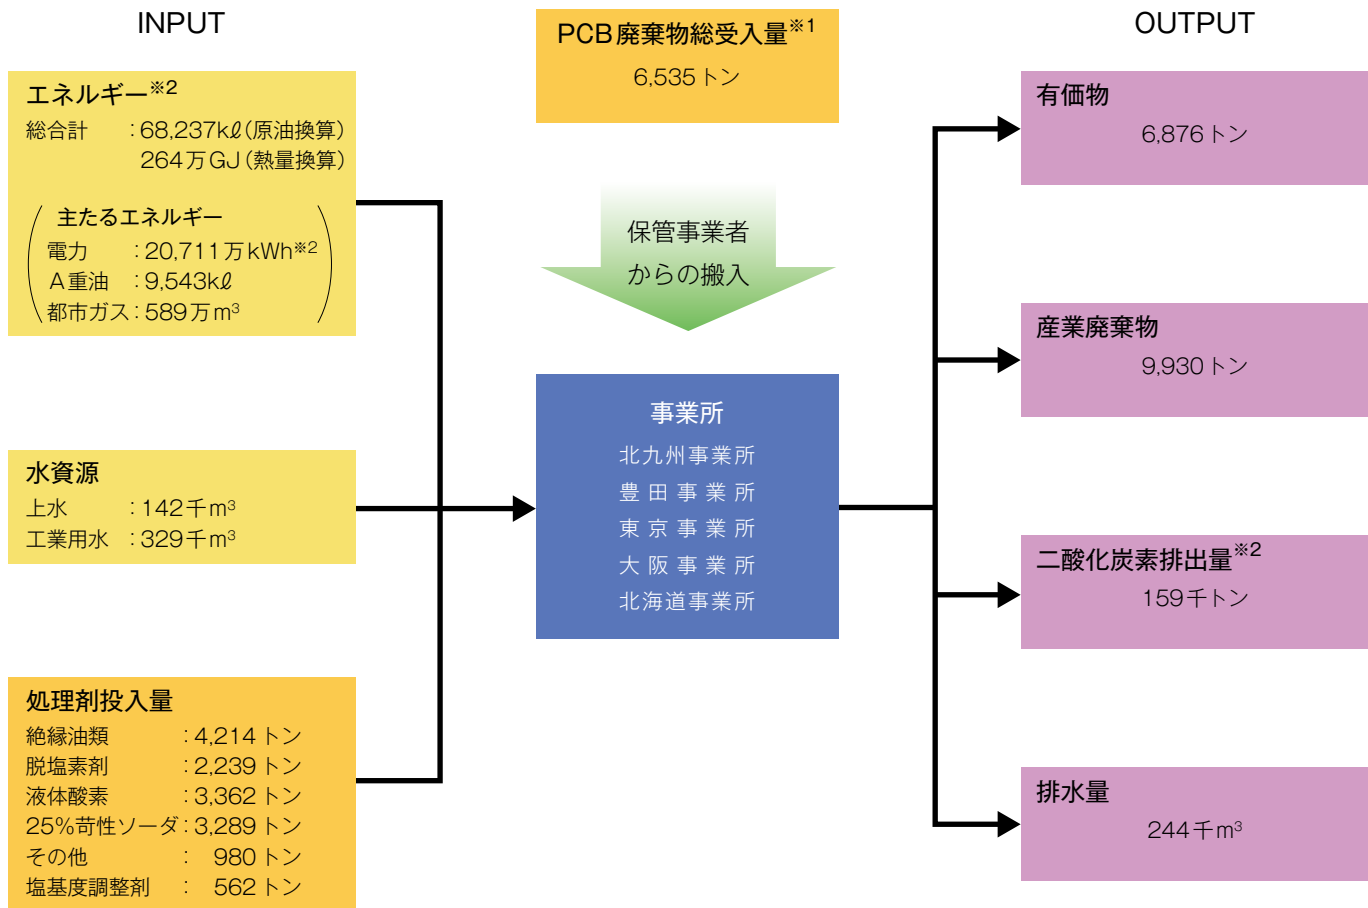 INPUT
エネルギー※2
総合計 : 68,237kℓ(原油換算)
264万GJ(熱量換算)
主たるエネルギー
電力 : 20,711万kWh※2
A重油 : 9,543kℓ
都市ガス : 589万m³
水資源
上水 : 142千m³
工業用水 : 329千m³
処理剤投入量
絶縁油類 : 4,214トン
脱塩素剤 : 2,239トン
液体酸素 : 3,362トン
25%苛性ソーダ : 3,289トン
その他 : 980トン
塩基度調整剤 : 562トン
PCB廃棄物総受入量※1
6,535トン
保管事業者
からの搬入
事業所
北九州事業所
豊田事業所
東京事業所
大阪事業所
北海道事業所
OUTPUT
有価物
6,876トン
産業廃棄物
9,930トン
二酸化炭素排出量※2
159千トン
排水量
244千m³